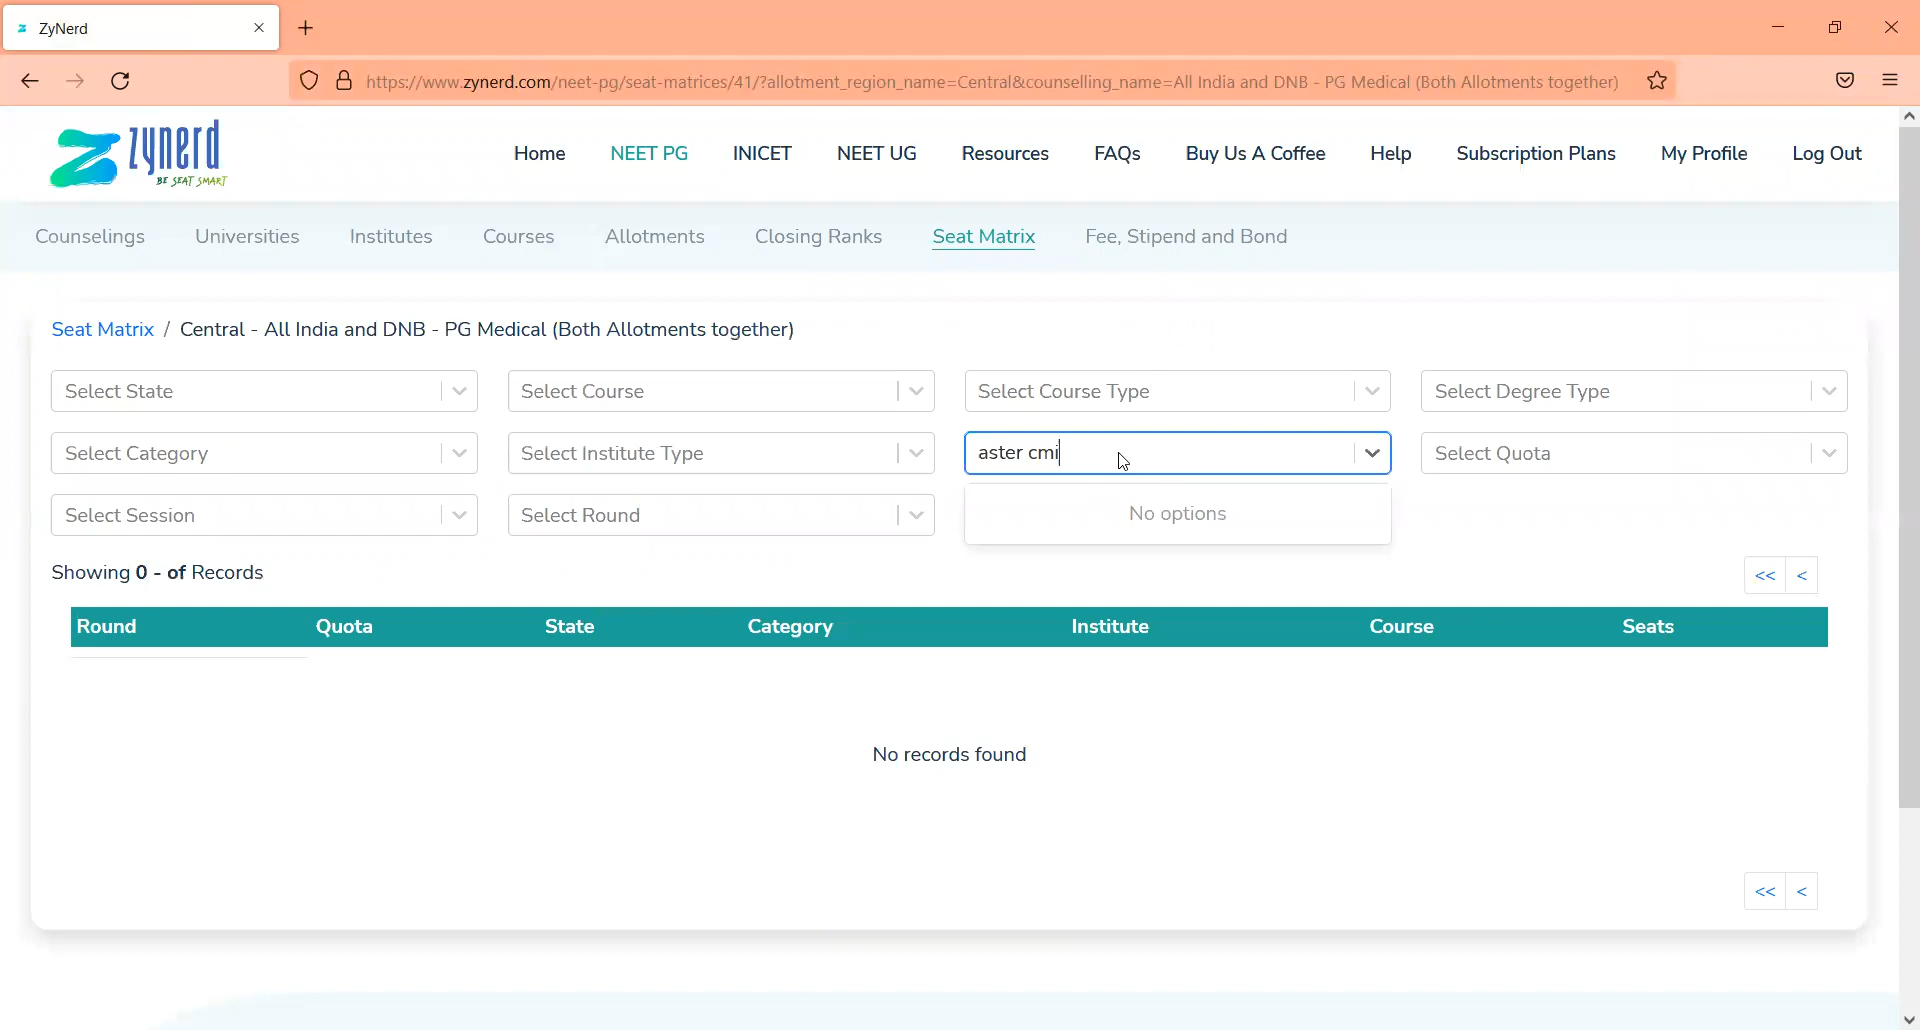 ZyNerd
https://www.zynerd.com/neet-pg/seat-matrices/41/?allotment_region_name=Central&counselling_name=All India and DNB - PG Medical (Both Allotments together)
zynerd
BE SEAT SMART
Home NEET PG INICET NEET UG Resources FAQs Buy Us A Coffee Help Subscription Plans My Profile Log Out
Counselings Universities Institutes Courses Allotments Closing Ranks Seat Matrix Fee, Stipend and Bond
Seat Matrix / Central - All India and DNB - PG Medical (Both Allotments together)
Select State Select Course Select Course Type Select Degree Type
Select Category Select Institute Type aster cmi Select Quota
Select Session Select Round No options
Showing 0 - of Records << <
Round Quota State Category Institute Course Seats
No records found
<< <